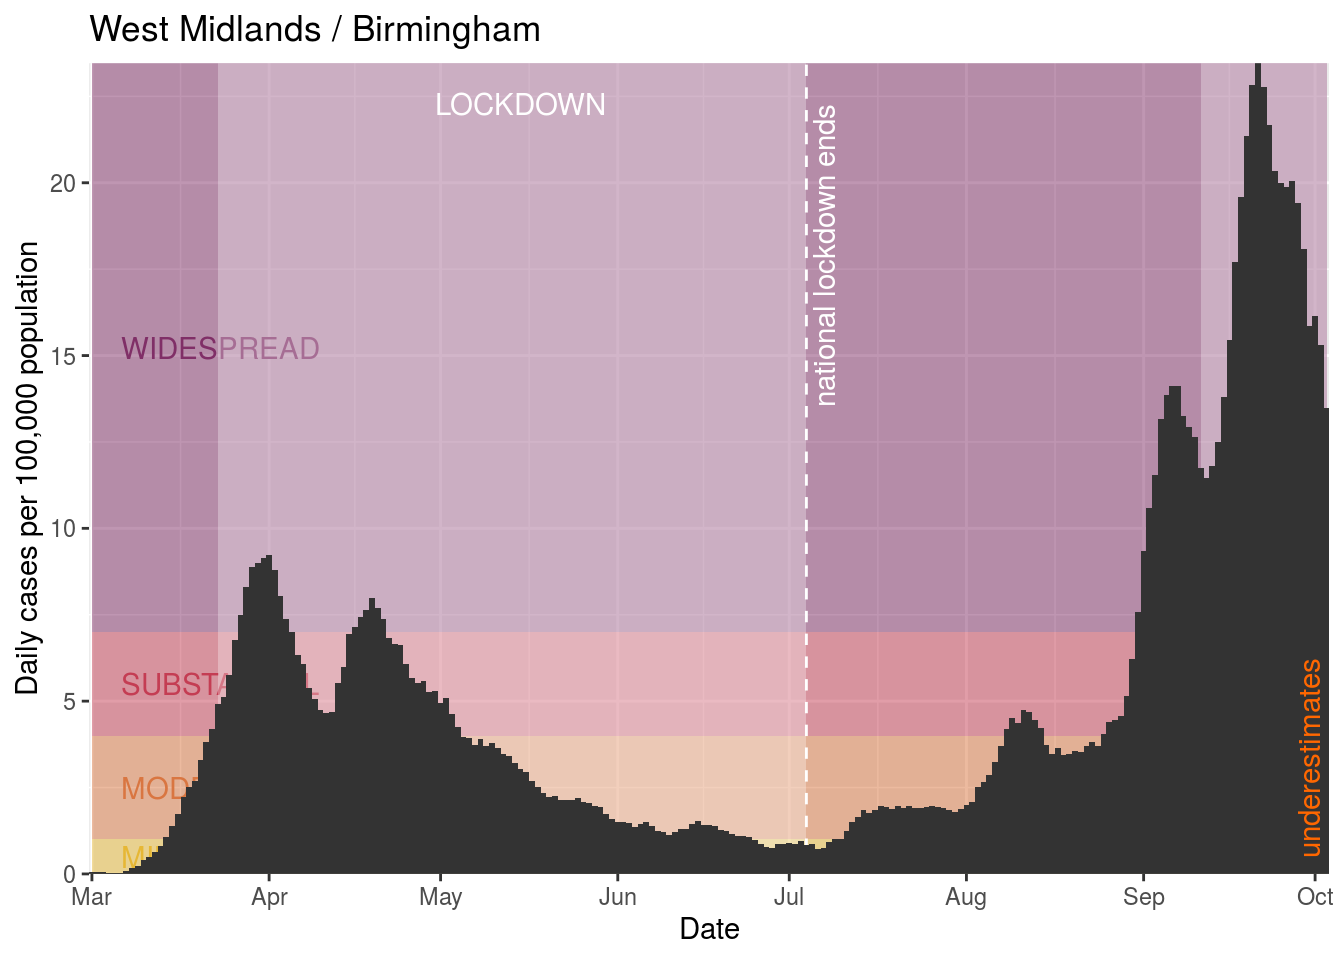 West Midlands / Birmingham
LOCKDOWN
national lockdown ends
WIDESPREAD
underestimates
Daily cases per 100,000 population
20
15
10
5
0
Mar Apr May Jun Jul Aug Sep Oct
Date